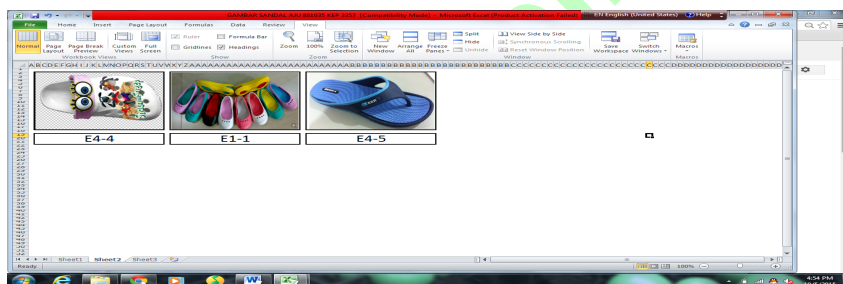 GAMBAR SANDAL AIU 881035 KEP 3257 [Compatibility Mode] - Microsoft Excel (Product Activation Failed)
EN English (United States) Help
File Home Insert Page Layout Formulas Data Review View
Normal Page Layout Page Break Preview Custom Views Full Screen
Workbook Views
Ruler Formula Bar
Gridlines Headings
Show
Zoom 100% Zoom to Selection
Zoom
New Window Arrange All Freeze Panes
Split
Hide
Unhide
View Side by Side
Synchronous Scrolling
Reset Window Position
Window
Save Workspace Switch Windows
Macros
Macros
E4-4 E1-1 E4-5
Sheet1 Sheet2 Sheet3
Ready
100%
4:54 PM